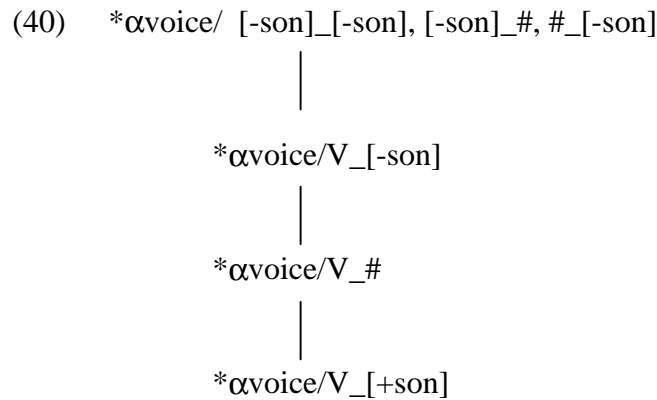 (40) *αvoice/ [-son]_[-son], [-son]_#, #_[-son]
*αvoice/V_[-son]
*αvoice/V_#
*αvoice/V_[+son]